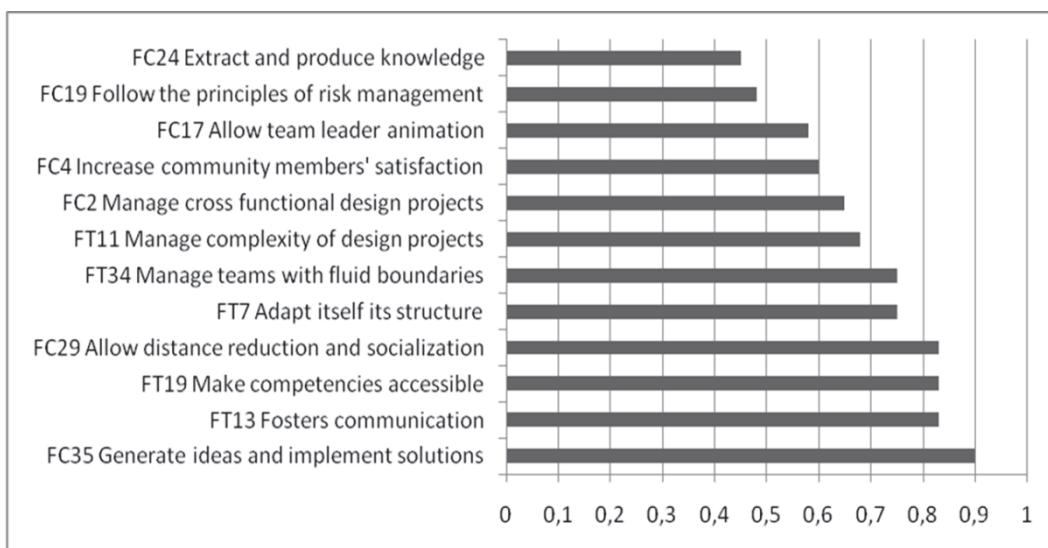 FC24 Extract and produce knowledge
FC19 Follow the principles of risk management
FC17 Allow team leader animation
FC4 Increase community members' satisfaction
FC2 Manage cross functional design projects
FT11 Manage complexity of design projects
FT34 Manage teams with fluid boundaries
FT7 Adapt itself its structure
FC29 Allow distance reduction and socialization
FT19 Make competencies accessible
FT13 Fosters communication
FC35 Generate ideas and implement solutions
0 0,1 0,2 0,3 0,4 0,5 0,6 0,7 0,8 0,9 1